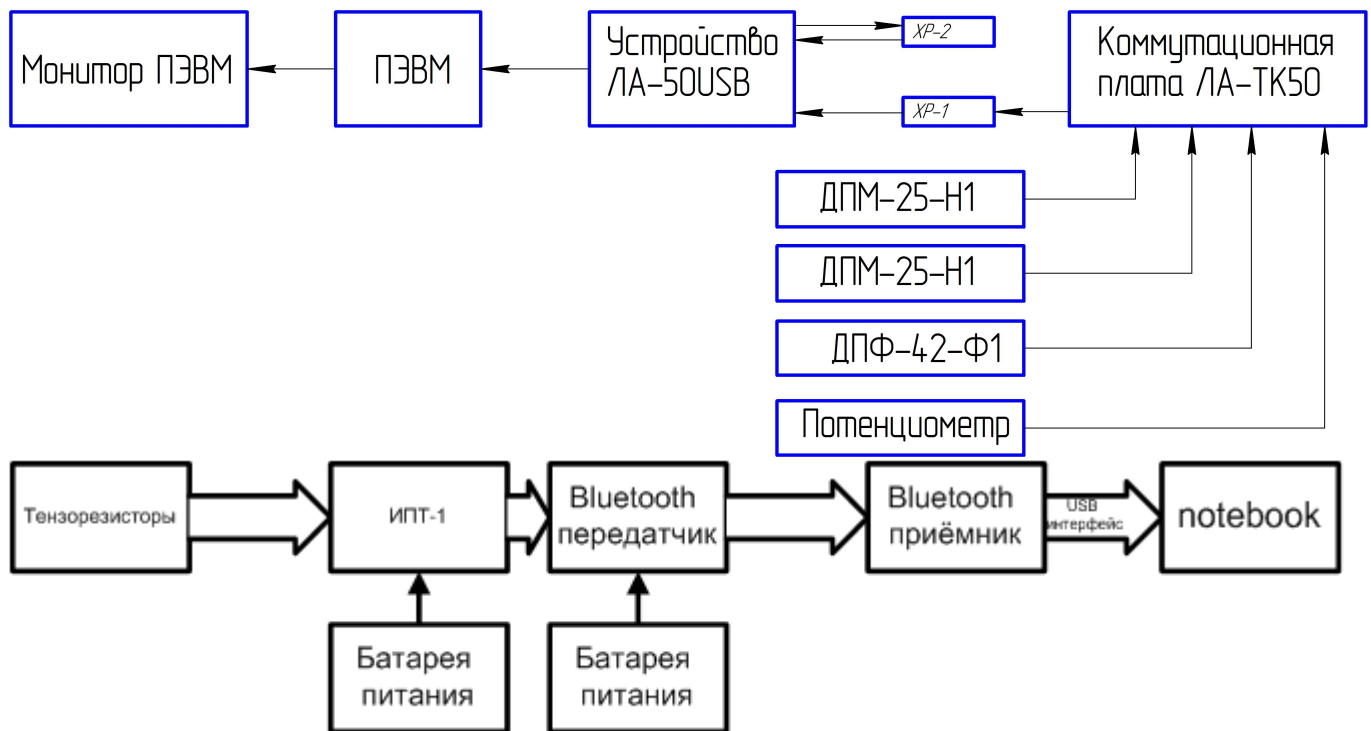 Монитор ПЭВМ
ПЭВМ
Устройство
ЛА-50USB
XP-2
XP-1
Коммутационная
плата ЛА-ТК50
ДПМ-25-Н1
ДПМ-25-Н1
ДПФ-42-Ф1
Потенциометр
Тензорезисторы
ИПТ-1
Bluetooth
передатчик
Bluetooth
приёмник
USB
интерфейс
notebook
Батарея
питания
Батарея
питания